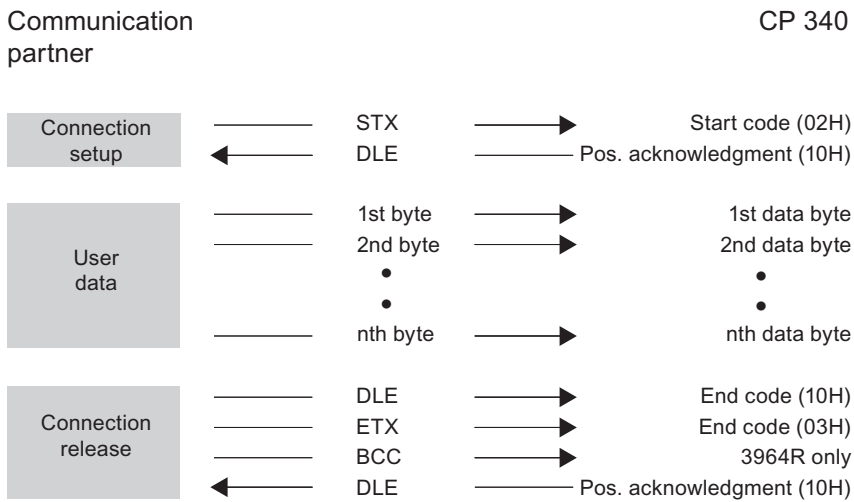 Communication partner CP 340
Connection setup
STX Start code (02H)
DLE Pos. acknowledgment (10H)
User data
1st byte 1st data byte
2nd byte 2nd data byte
• •
• •
nth byte nth data byte
Connection release
DLE End code (10H)
ETX End code (03H)
BCC 3964R only
DLE Pos. acknowledgment (10H)